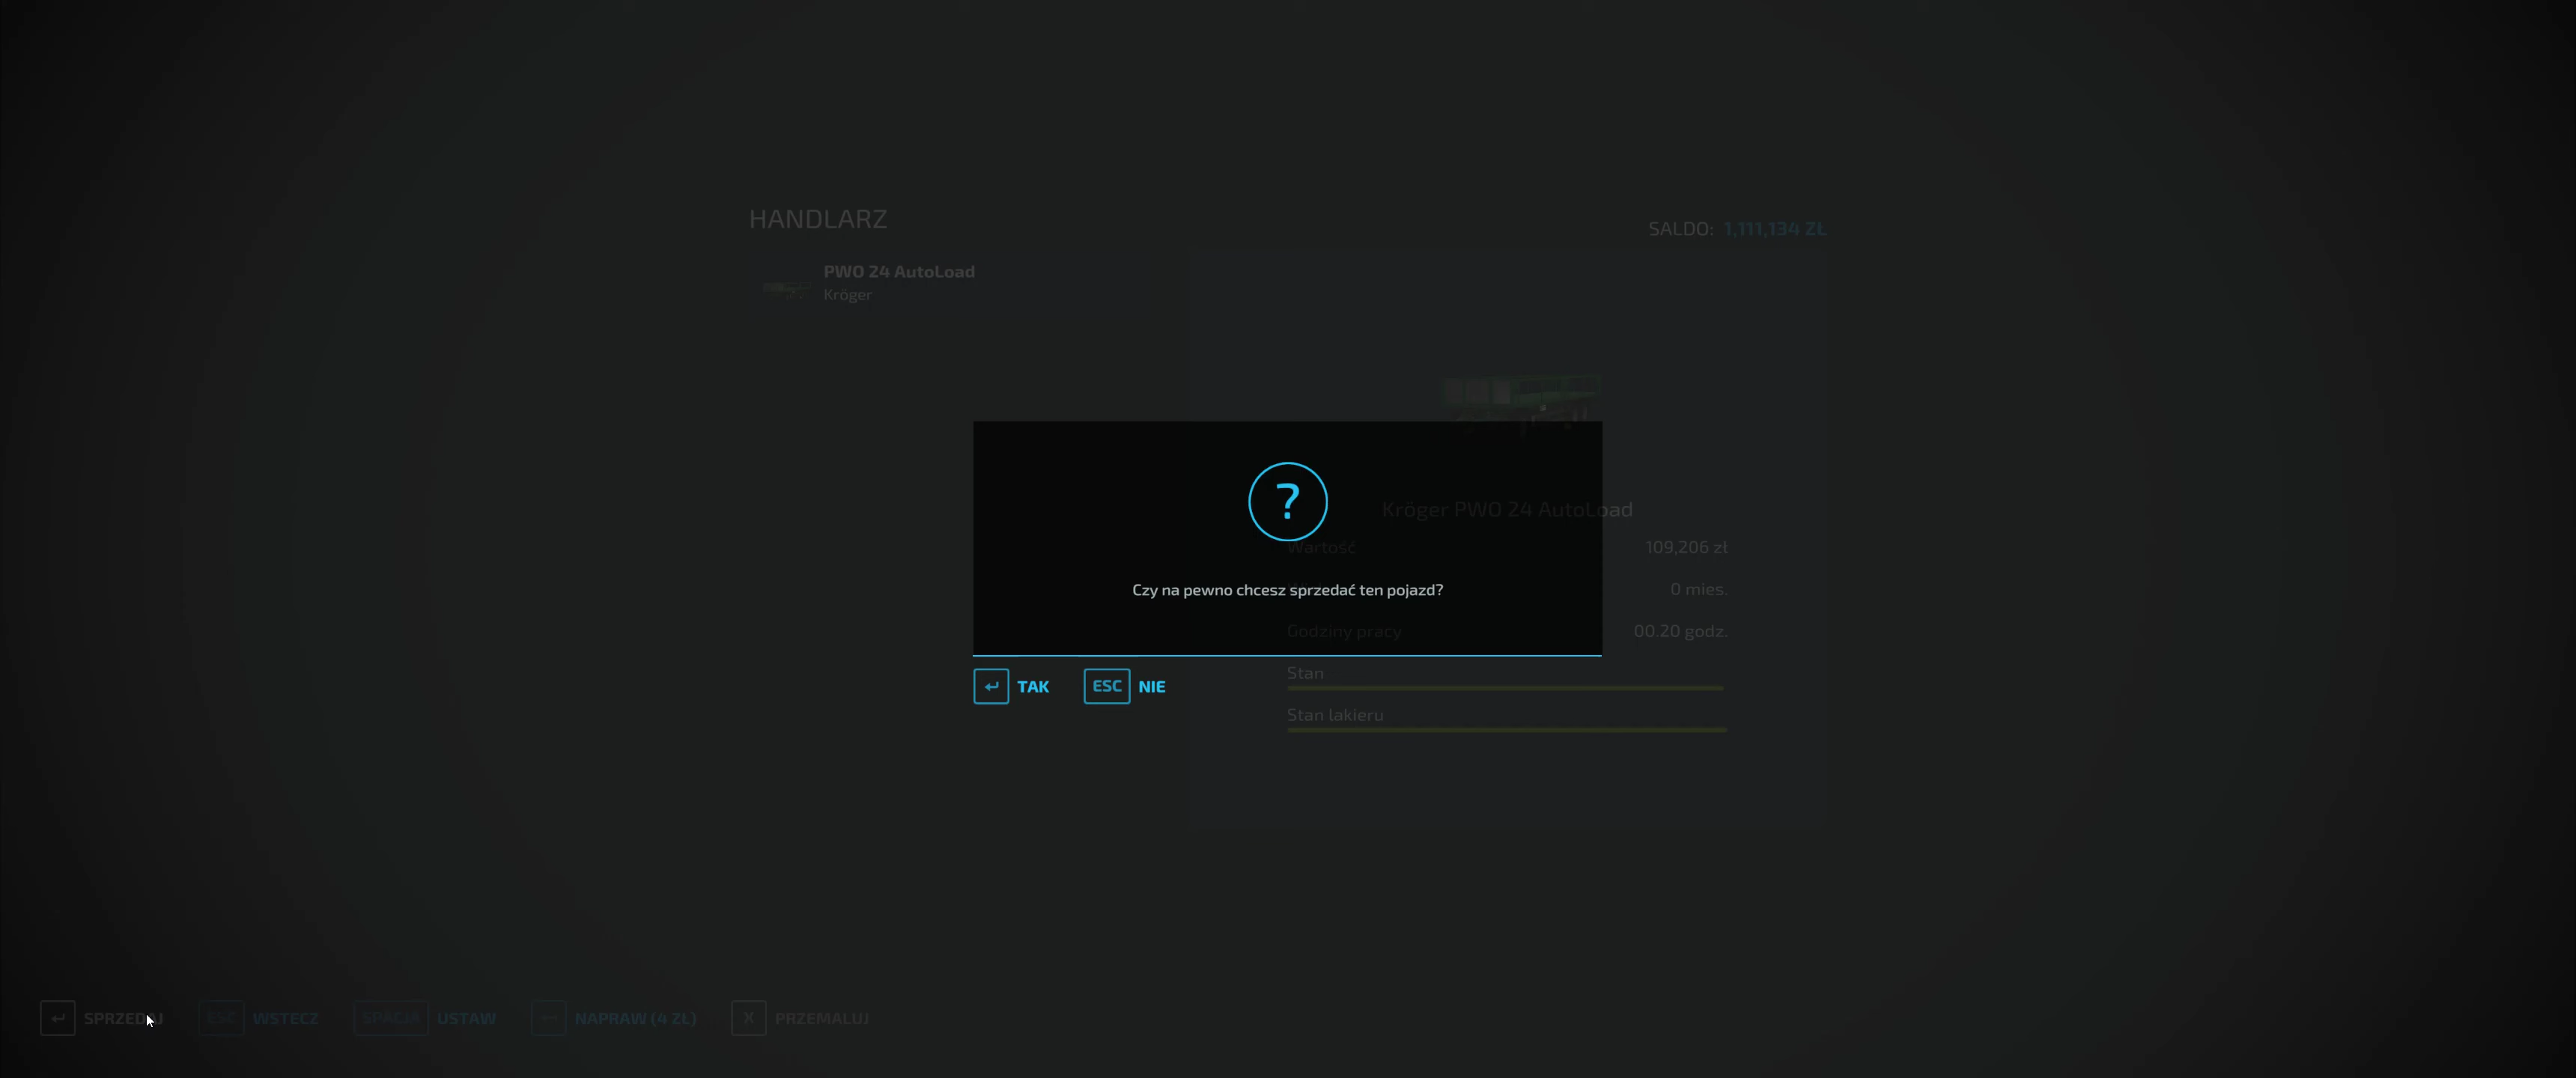 HANDLARZ
SALDO: 1,111,134 ZŁ
PWO 24 AutoLoad
Kröger
?
Kröger PWO 24 AutoLoad
Wartość 109,206 zł
Czy na pewno chcesz sprzedać ten pojazd?
0 mies.
Godziny pracy 00.20 godz.
Stan
Stan lakieru
↵ TAK ESC NIE
↵ SPRZEDAJ ESC WSTECZ SPACJA USTAW NAPRAW (4 ZŁ) X PRZEMALUJ